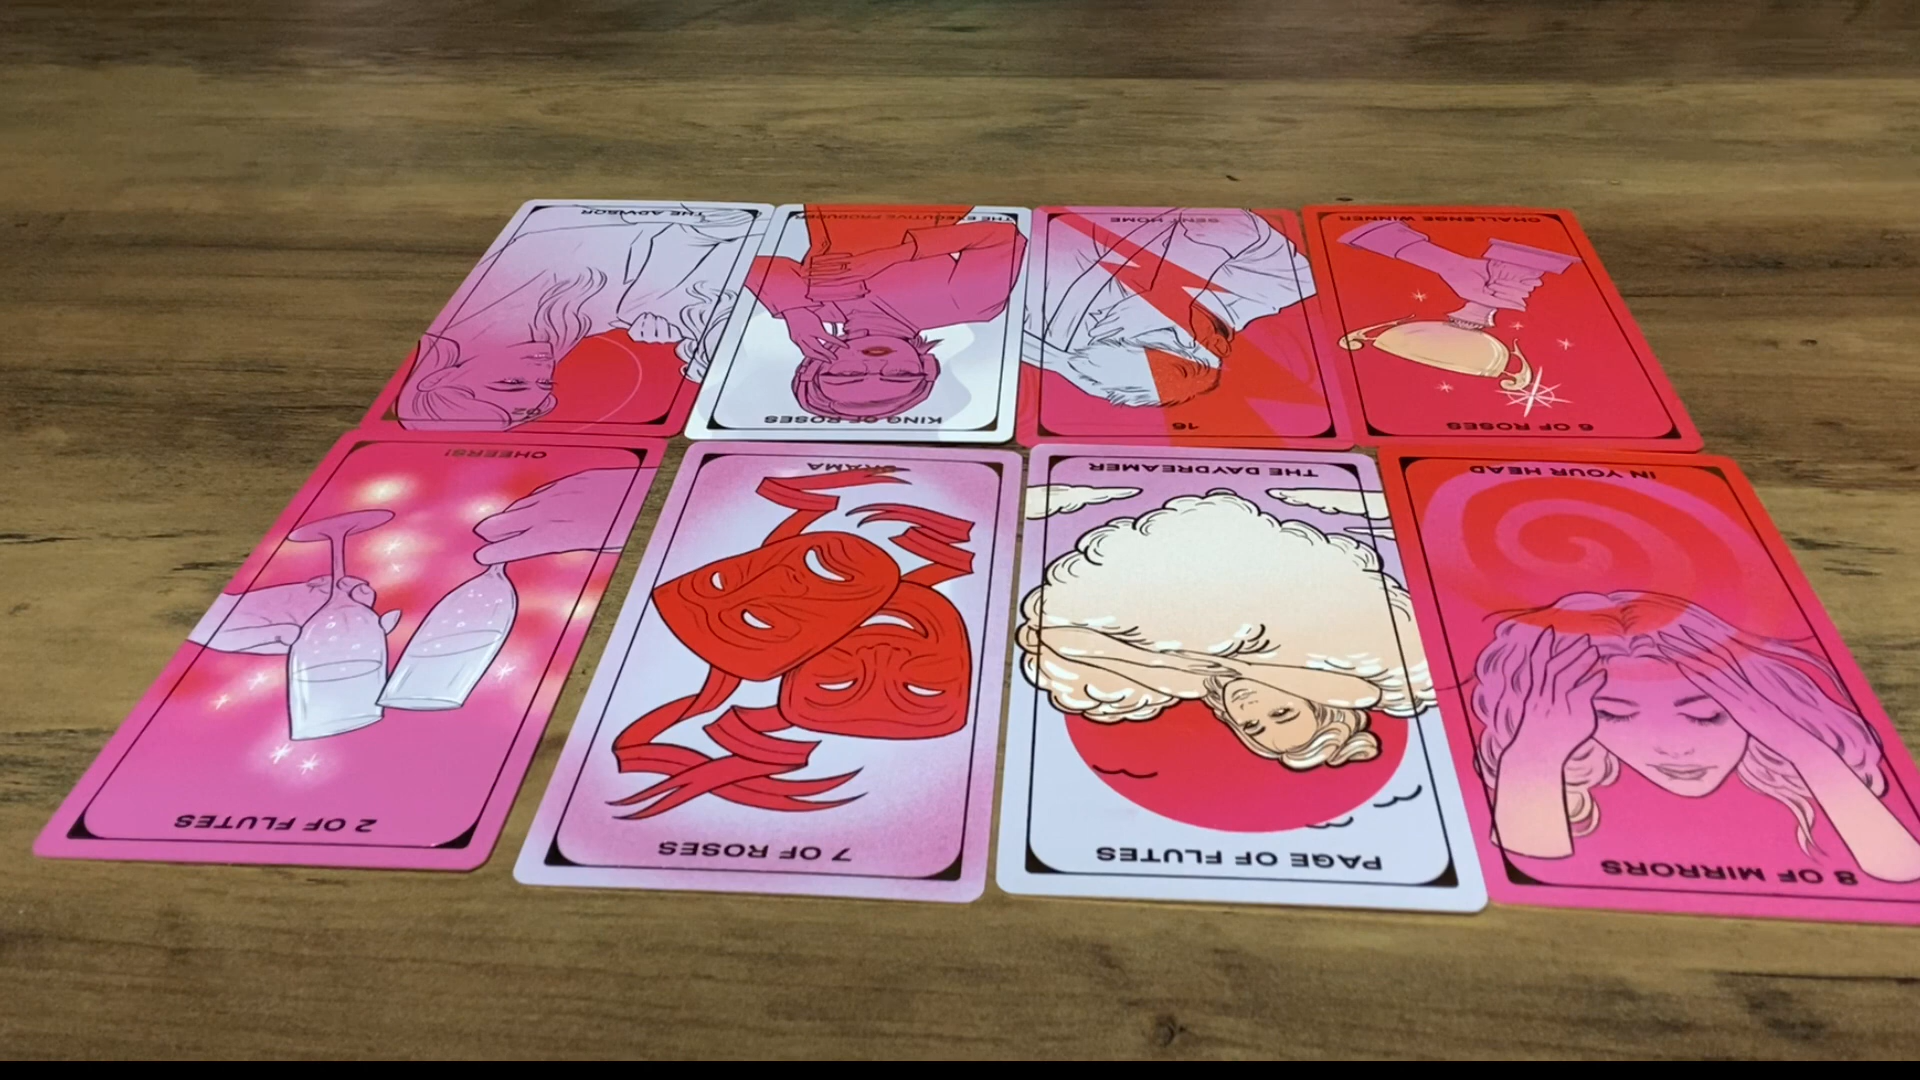 THE ADVISOR
02
THE EXECUTIVE PRODUCER
KING OF ROSES
SENT HOME
16
CHALLENGE WINNER
6 OF ROSES
CHEERS!
2 OF FLUTES
DRAMA
7 OF ROSES
THE DAYDREAMER
PAGE OF FLUTES
IN YOUR HEAD
8 OF MIRRORS